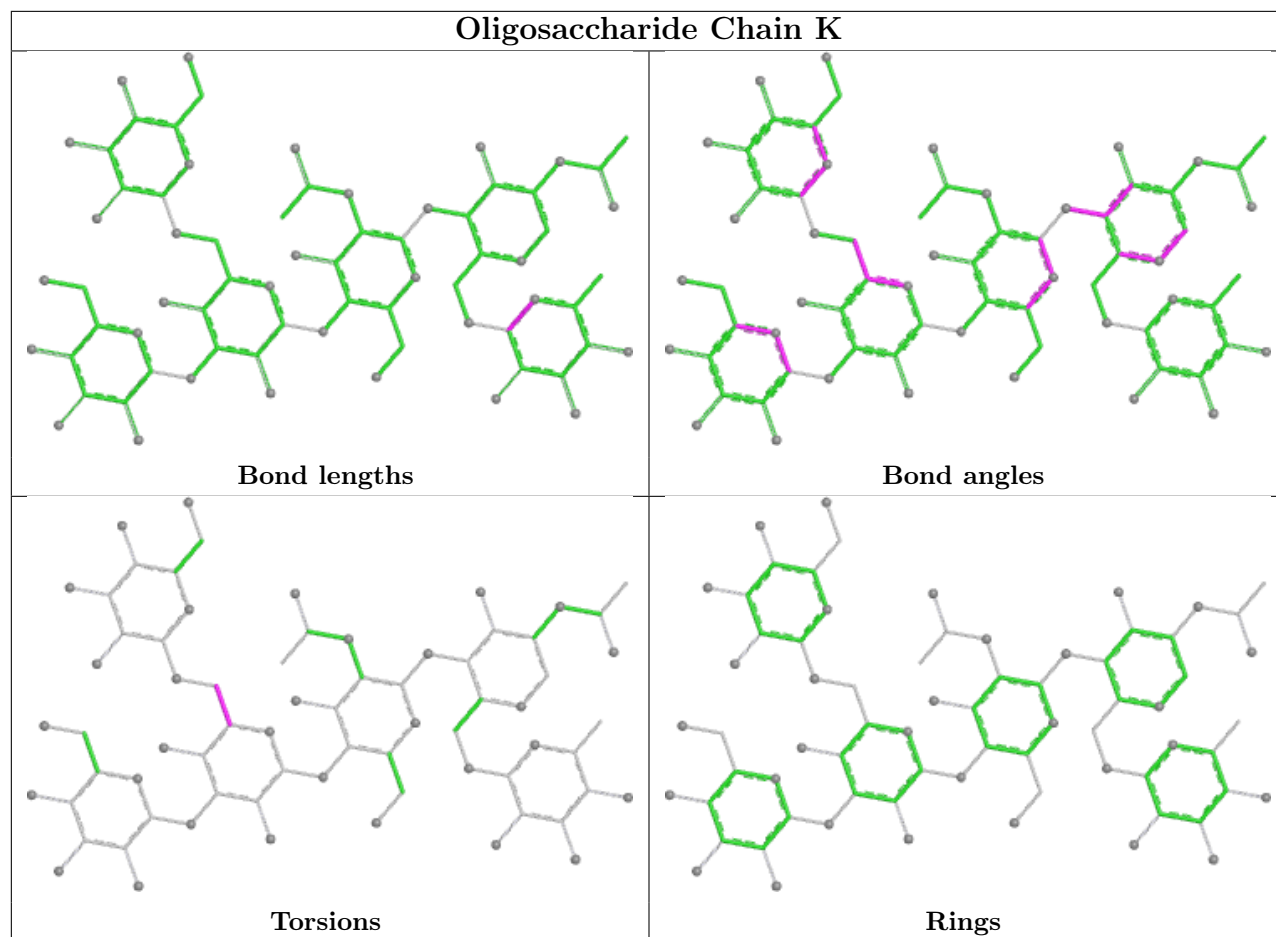 Oligosaccharide Chain K
Bond lengths
Bond angles
Torsions
Rings